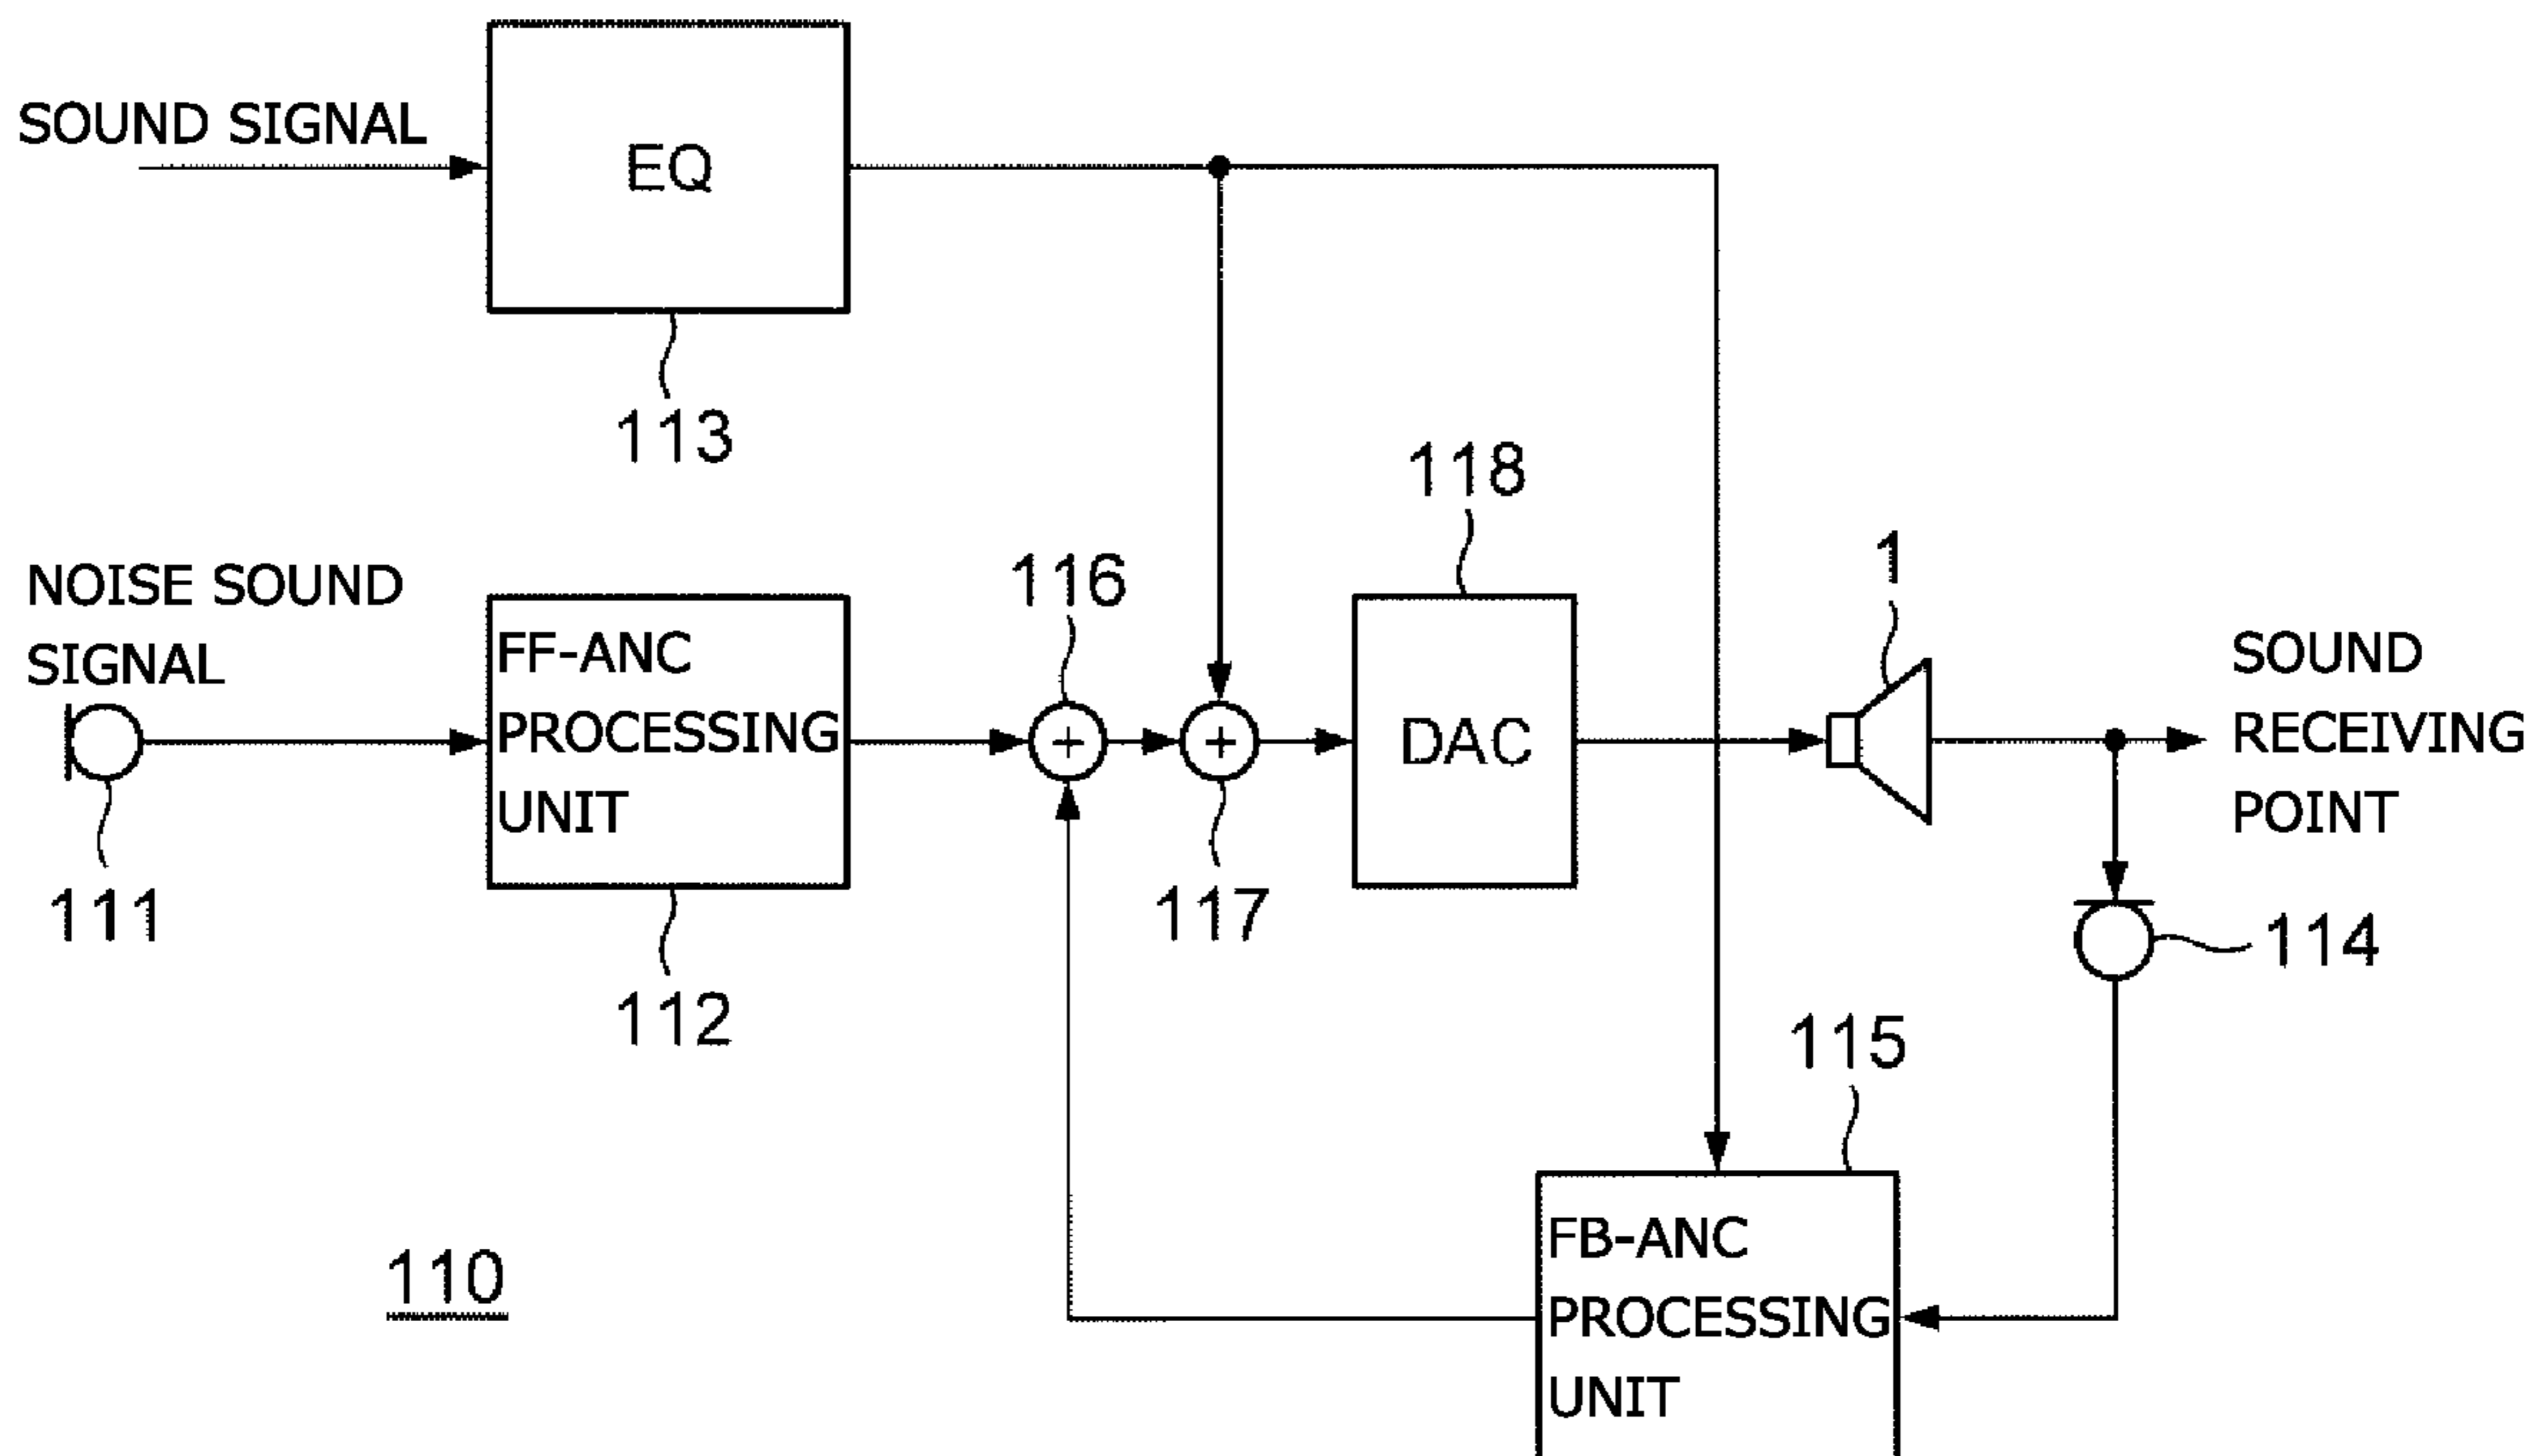 SOUND SIGNAL
EQ
113
118
1
NOISE SOUND
SIGNAL
116
FF-ANC
PROCESSING
UNIT
+
+
DAC
SOUND
RECEIVING
POINT
111
117
114
112
115
110
FB-ANC
PROCESSING
UNIT